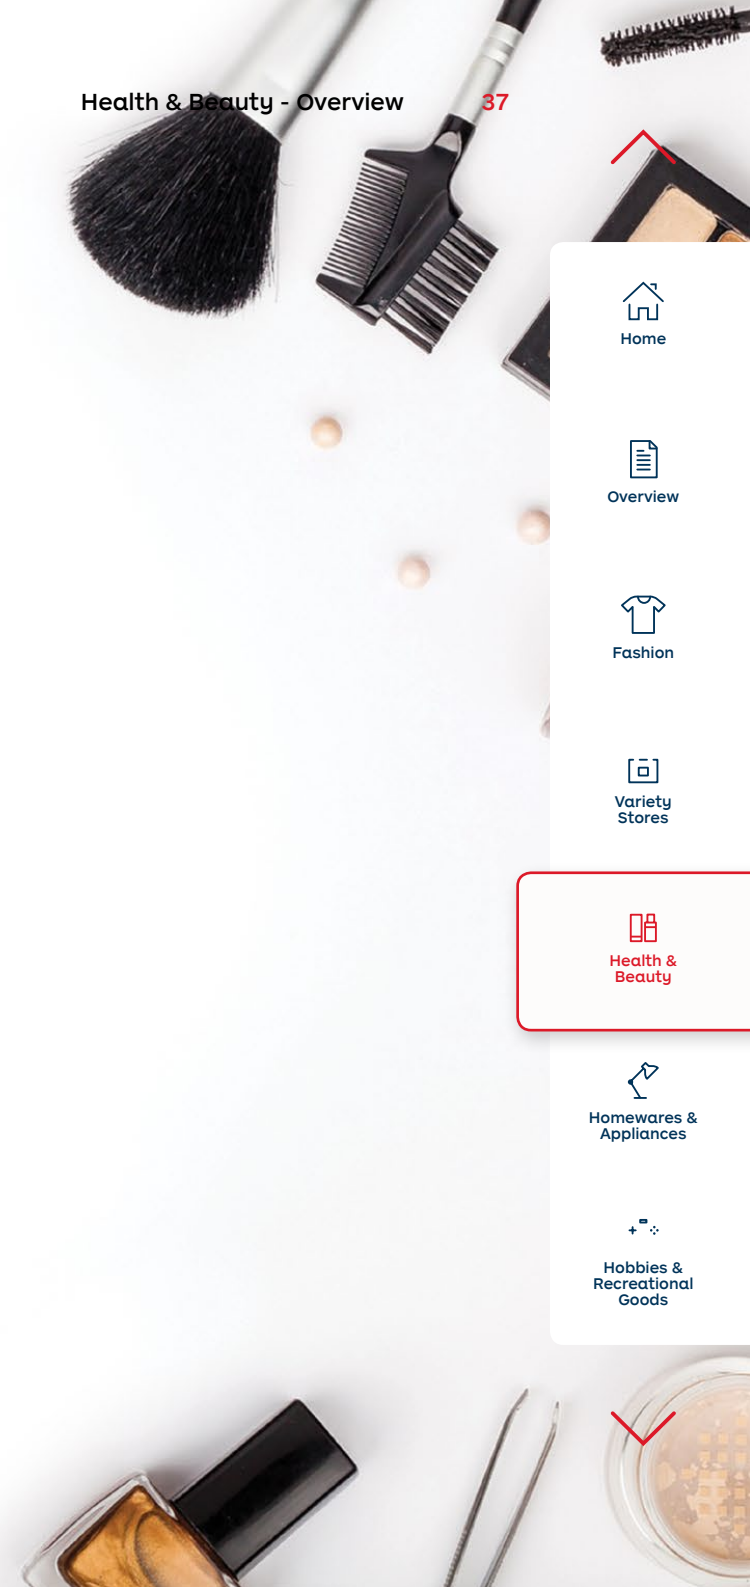 Health & Beauty - Overview 37
Home
Overview
Fashion
Variety
Stores
Health &
Beauty
Homewares &
Appliances
Hobbies &
Recreational
Goods